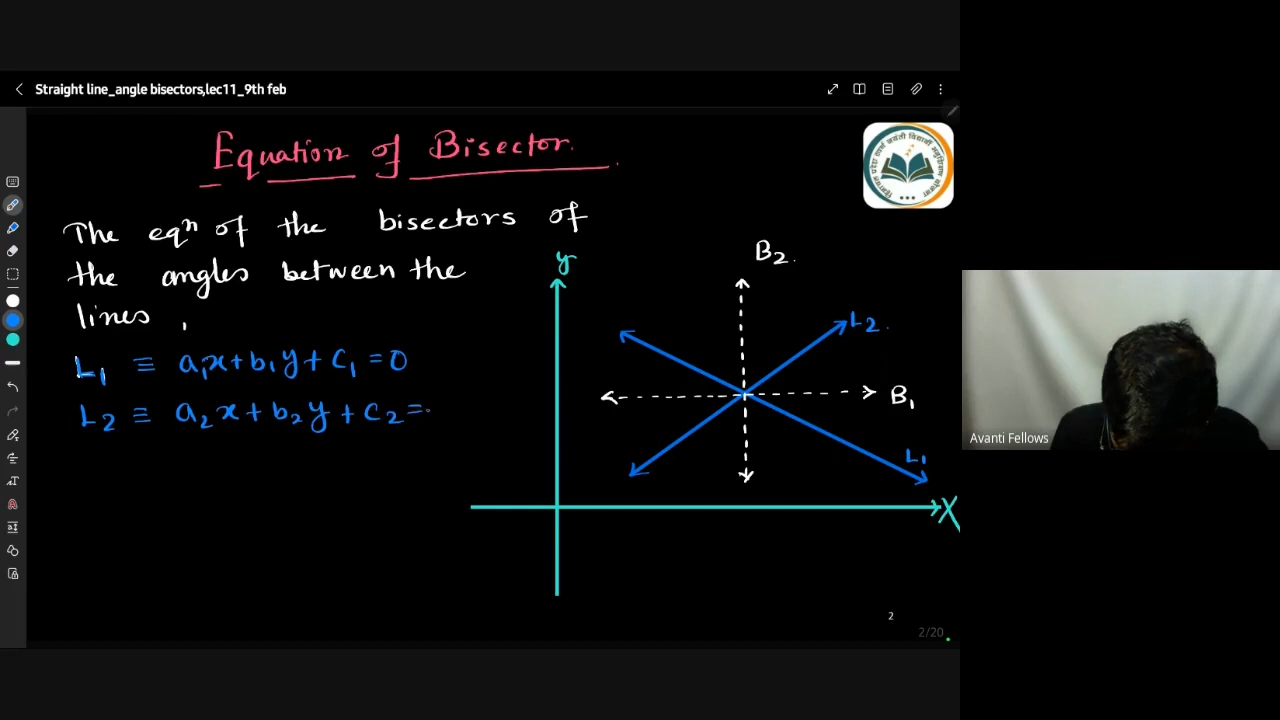 Straight line_angle bisectors,lec11_9th feb
Equation of Bisector.
The eqⁿ of the bisectors of
the angles between the
lines,
L₁ ≡ a₁x+b₁y+c₁=0
L₂ ≡ a₂x+b₂y+c₂=
y
B₂.
L₂.
B₁
L₁
X
2
2/20
Avanti Fellows